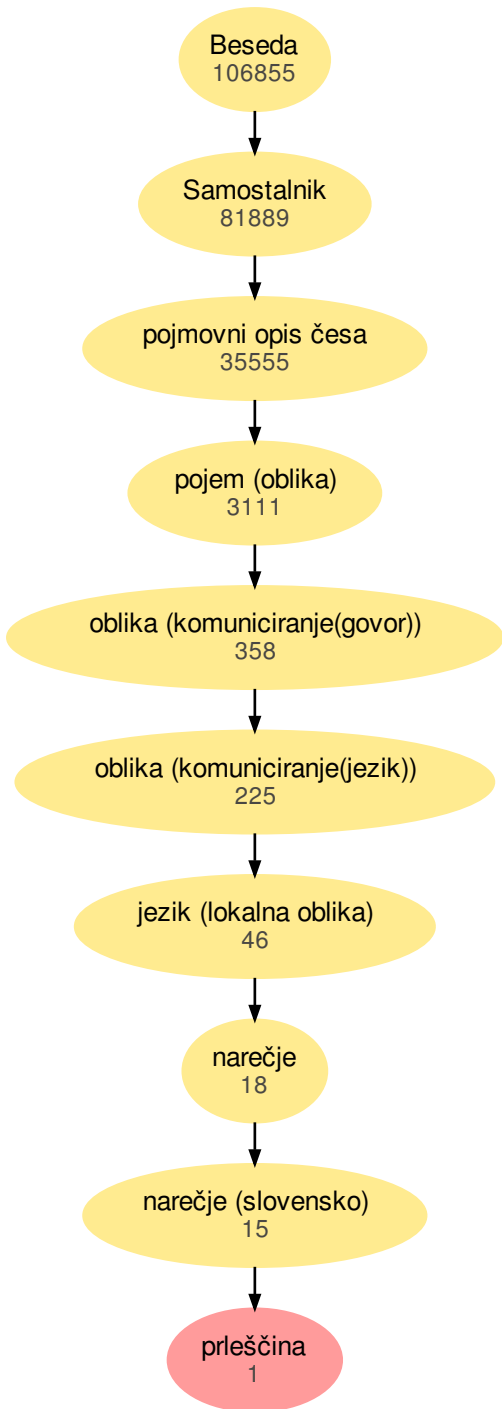 Beseda
106855
Samostalnik
81889
pojmovni opis česa
35555
pojem (oblika)
3111
oblika (komuniciranje(govor))
358
oblika (komuniciranje(jezik))
225
jezik (lokalna oblika)
46
narečje
18
narečje (slovensko)
15
prleščina
1